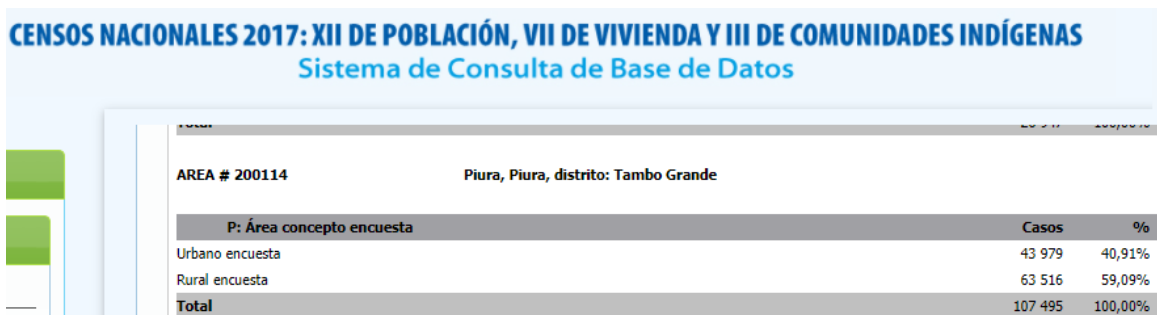 CENSOS NACIONALES 2017: XII DE POBLACIÓN, VII DE VIVIENDA Y III DE COMUNIDADES INDÍGENAS
Sistema de Consulta de Base de Datos
AREA # 200114 Piura, Piura, distrito: Tambo Grande
P: Área concepto encuesta Casos %
Urbano encuesta 43 979 40,91%
Rural encuesta 63 516 59,09%
Total 107 495 100,00%